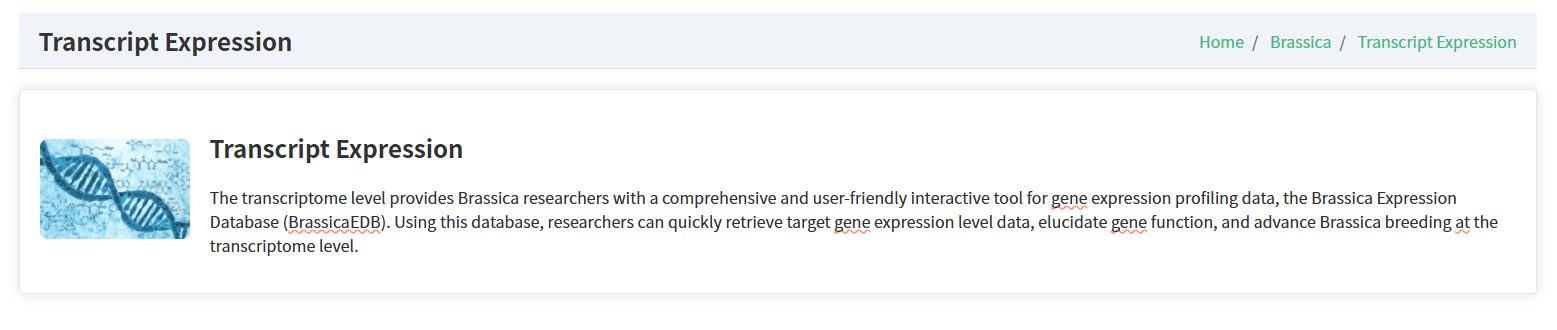 Transcript Expression
Home / Brassica / Transcript Expression
Transcript Expression
The transcriptome level provides Brassica researchers with a comprehensive and user-friendly interactive tool for gene expression profiling data, the Brassica Expression
Database (BrassicaEDB). Using this database, researchers can quickly retrieve target gene expression level data, elucidate gene function, and advance Brassica breeding at the
transcriptome level.